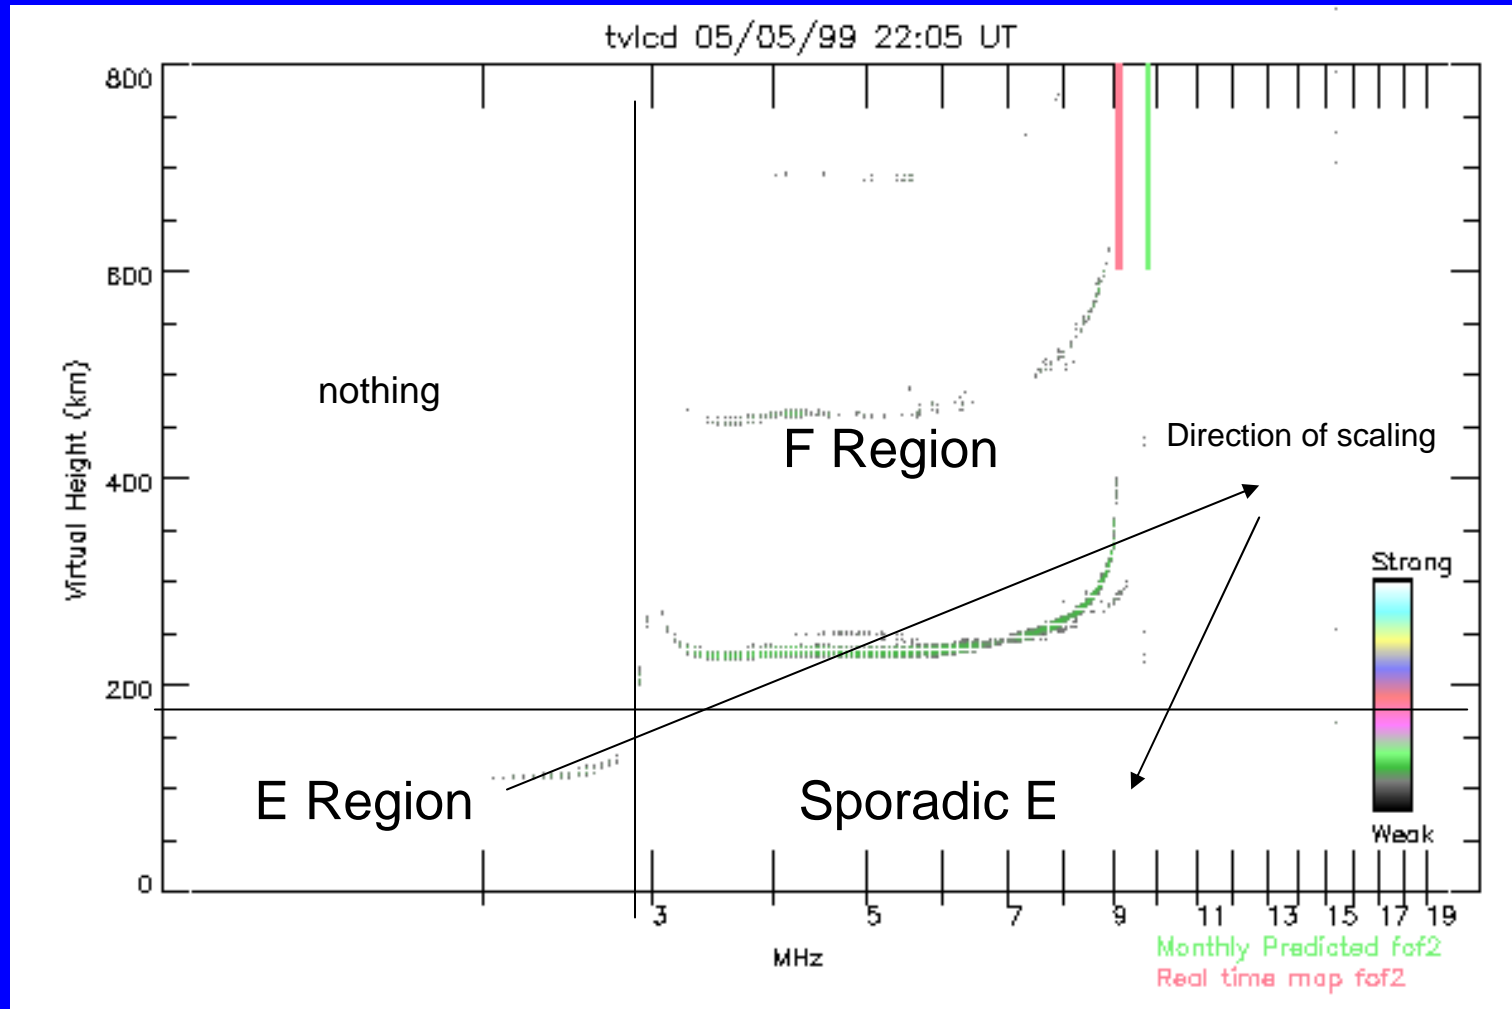 tvlcd 05/05/99 22:05 UT
800
600
400
200
0
Virtual Height (km)
nothing
F Region
Direction of scaling
E Region
Sporadic E
Strong
Weak
3 5 7 9 11 13 15 17 19
MHz
Monthly Predicted fof2
Real time map fof2